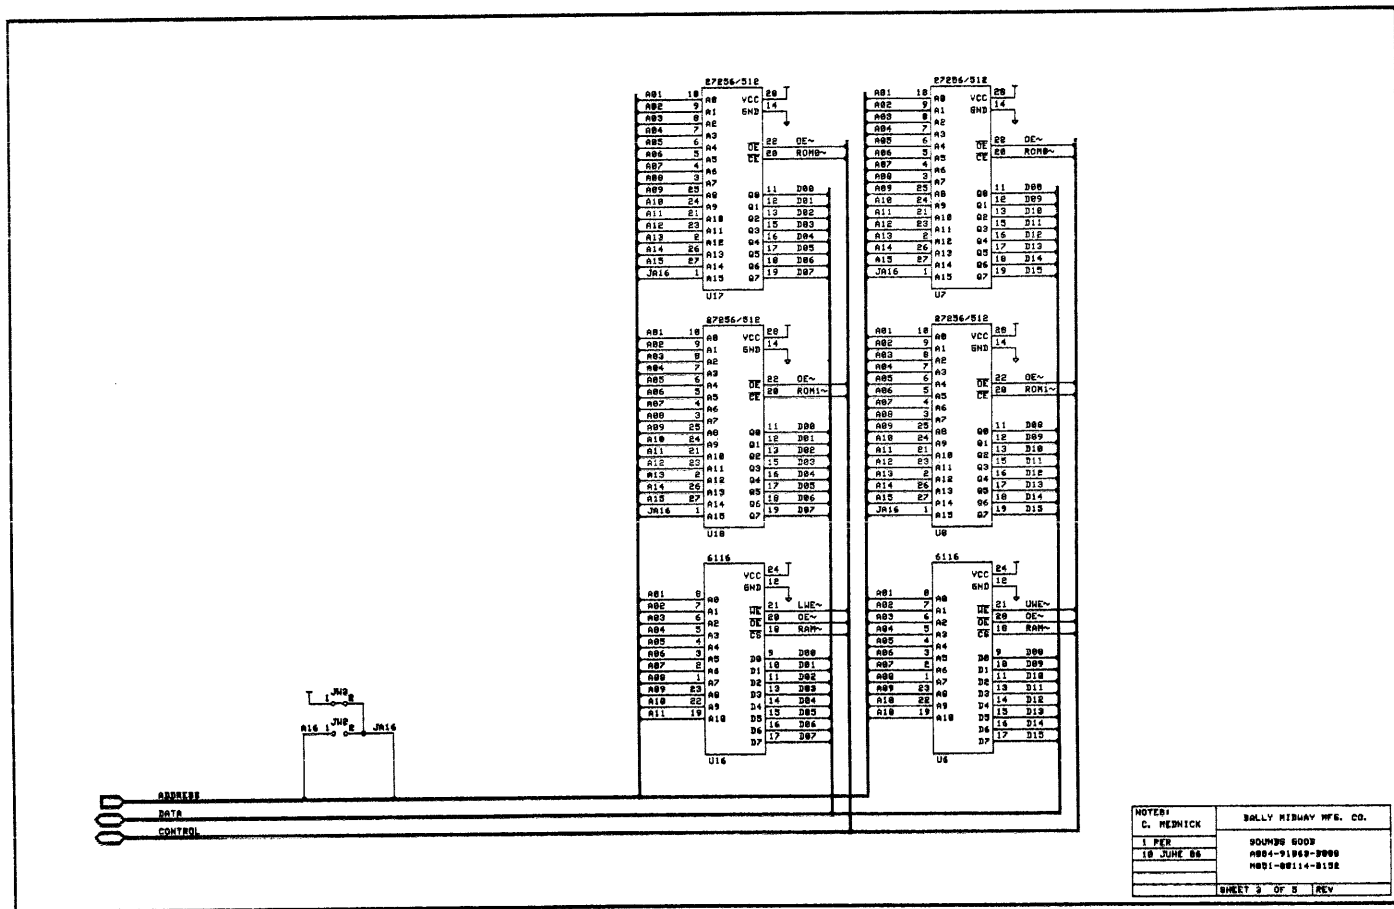 27256/512
A01 10 A0 VCC 28
A02 9 A1 GND 14
A03 8 A2
A04 7 A3
A05 6 A4 OE 22 OE~
A06 5 A5 CE 20 ROM0~
A07 4 A6
A08 3 A7
A09 25 A8 Q0 11 D00
A10 24 A9 Q1 12 D01
A11 21 A10 Q2 13 D02
A12 23 A11 Q3 15 D03
A13 2 A12 Q4 16 D04
A14 26 A13 Q5 17 D05
A15 27 A14 Q6 18 D06
JA16 1 A15 Q7 19 D07
U17
27256/512
A01 10 A0 VCC 28
A02 9 A1 GND 14
A03 8 A2
A04 7 A3
A05 6 A4 OE 22 OE~
A06 5 A5 CE 20 ROM0~
A07 4 A6
A08 3 A7
A09 25 A8 Q0 11 D08
A10 24 A9 Q1 12 D09
A11 21 A10 Q2 13 D10
A12 23 A11 Q3 15 D11
A13 2 A12 Q4 16 D12
A14 26 A13 Q5 17 D13
A15 27 A14 Q6 18 D14
JA16 1 A15 Q7 19 D15
U7
27256/512
A01 10 A0 VCC 28
A02 9 A1 GND 14
A03 8 A2
A04 7 A3
A05 6 A4 OE 22 OE~
A06 5 A5 CE 20 ROM1~
A07 4 A6
A08 3 A7
A09 25 A8 Q0 11 D00
A10 24 A9 Q1 12 D01
A11 21 A10 Q2 13 D02
A12 23 A11 Q3 15 D03
A13 2 A12 Q4 16 D04
A14 26 A13 Q5 17 D05
A15 27 A14 Q6 18 D06
JA16 1 A15 Q7 19 D07
U18
27256/512
A01 10 A0 VCC 28
A02 9 A1 GND 14
A03 8 A2
A04 7 A3
A05 6 A4 OE 22 OE~
A06 5 A5 CE 20 ROM1~
A07 4 A6
A08 3 A7
A09 25 A8 Q0 11 D08
A10 24 A9 Q1 12 D09
A11 21 A10 Q2 13 D10
A12 23 A11 Q3 15 D11
A13 2 A12 Q4 16 D12
A14 26 A13 Q5 17 D13
A15 27 A14 Q6 18 D14
JA16 1 A15 Q7 19 D15
U8
6116
VCC 24
GND 12
A01 8 A0
A02 7 A1 WE 21 LWE~
A03 6 A2 OE 20 OE~
A04 5 A3 CS 18 RAM~
A05 4 A4
A06 3 A5 D0 9 D00
A07 2 A6 D1 10 D01
A08 1 A7 D2 11 D02
A09 23 A8 D3 13 D03
A10 22 A9 D4 14 D04
A11 19 A10 D5 15 D05
D6 16 D06
D7 17 D07
U16
6116
VCC 24
GND 12
A01 8 A0
A02 7 A1 WE 21 UWE~
A03 6 A2 OE 20 OE~
A04 5 A3 CS 18 RAM~
A05 4 A4
A06 3 A5 D0 9 D08
A07 2 A6 D1 10 D09
A08 1 A7 D2 11 D10
A09 23 A8 D3 13 D11
A10 22 A9 D4 14 D12
19 A10 D5 15 D13
D6 16 D14
D7 17 D15
U6
1 JW3 2
A16 1 JW2 2 JA16
ADDRESS
DATA
CONTROL
NOTES:
C. MEDNICK
1 PER
10 JUNE 86
BALLY MIDWAY MFG. CO.
SOUNDS GOOD
SHEET 3 OF 5 REV